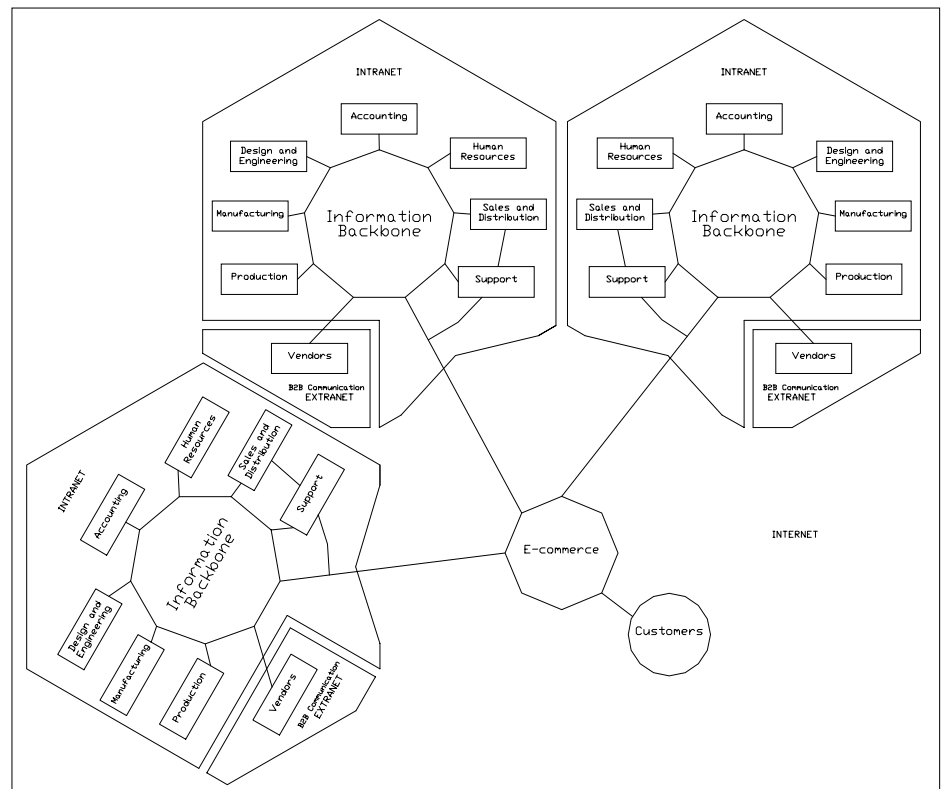 INTRANET
Accounting
Design and
Engineering
Human
Resources
Manufacturing
Information
Backbone
Sales and
Distribution
Production
Support
Vendors
B2B Communication
EXTRANET
INTRANET
Accounting
Human
Resources
Design and
Engineering
Sales and
Distribution
Information
Backbone
Manufacturing
Support
Production
Vendors
B2B Communication
EXTRANET
INTRANET
Human
Resources
Sales and
Distribution
Support
Accounting
Information
Backbone
Design and
Engineering
Manufacturing
Production
Vendors
B2B Communication
EXTRANET
INTERNET
E-commerce
Customers